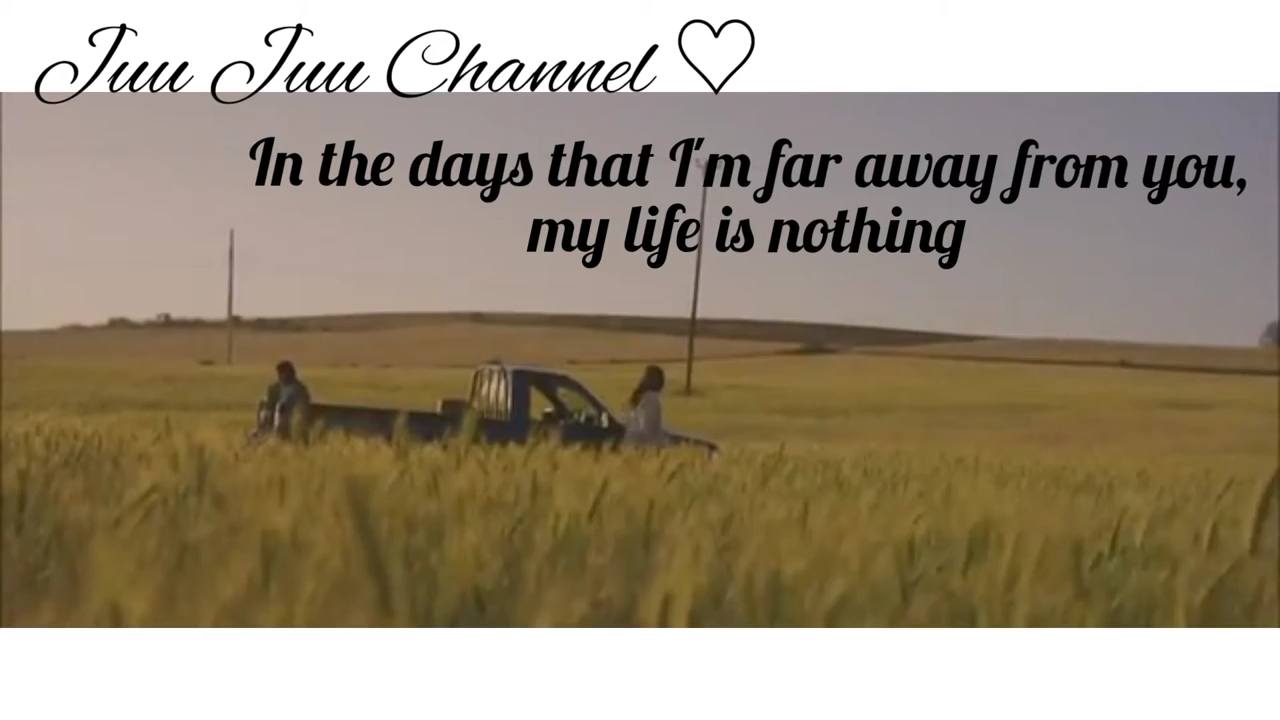 Juu Juu Channel ♡
In the days that I'm far away from you,
my life is nothing